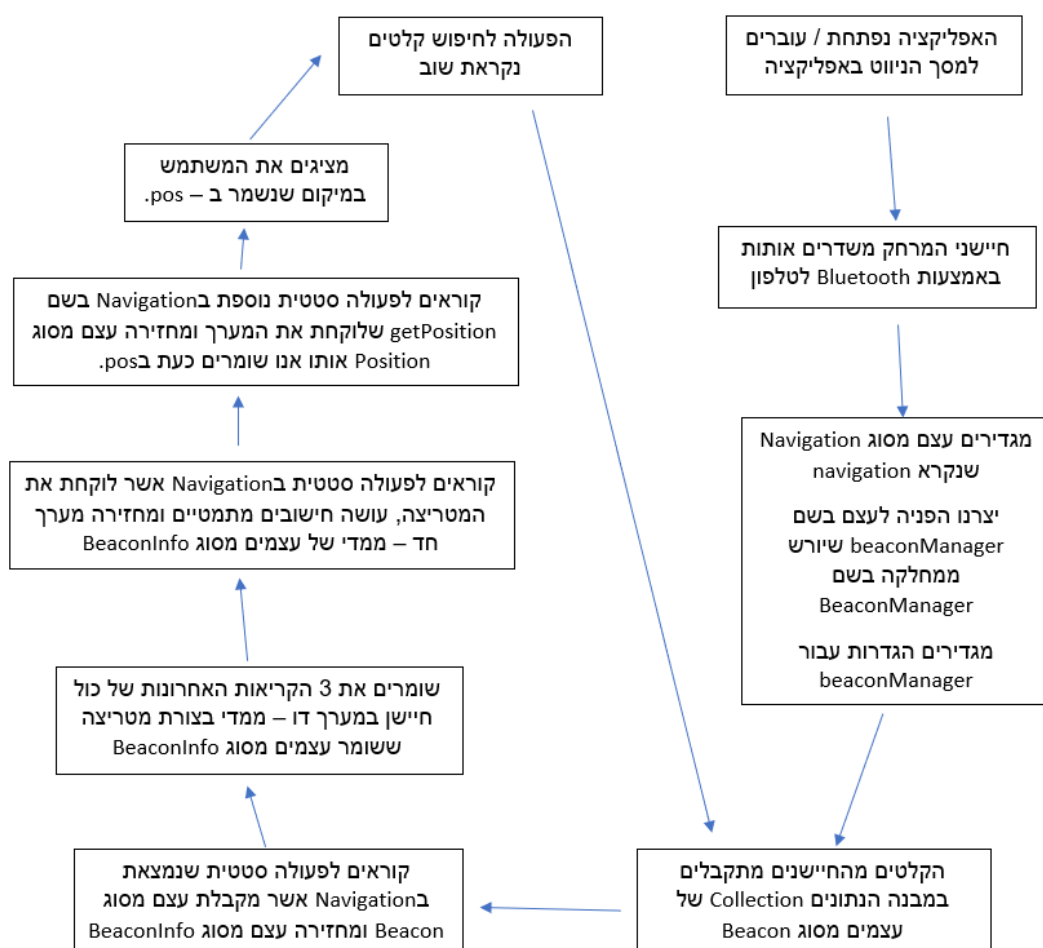 האפליקציה נפתחת / עוברים
למסך הניווט באפליקציה
חיישני המרחק משדרים אותות
באמצעות Bluetooth לטלפון
מגדירים עצם מסוג Navigation
שנקרא navigation
יצרנו הפניה לעצם בשם
beaconManager שיורש
ממחלקה בשם
BeaconManager
מגדירים הגדרות עבור
beaconManager
הקלטים מהחיישנים מתקבלים
במבנה הנתונים Collection של
עצמים מסוג Beacon
קוראים לפעולה סטטית שנמצאת
בNavigation אשר מקבלת עצם מסוג
Beacon ומחזירה עצם מסוג BeaconInfo
שומרים את 3 הקריאות האחרונות של כול
חיישן במערך דו – ממדי בצורת מטריצה
ששומר עצמים מסוג BeaconInfo
קוראים לפעולה סטטית בNavigation אשר לוקחת את
המטריצה, עושה חישובים מתמטיים ומחזירה מערך
חד – ממדי של עצמים מסוג BeaconInfo
קוראים לפעולה סטטית נוספת בNavigation בשם
getPosition שלוקחת את המערך ומחזירה עצם מסוג
Position אותו אנו שומרים כעת בpos.
מציגים את המשתמש
במיקום שנשמר ב – pos.
הפעולה לחיפוש קלטים
נקראת שוב